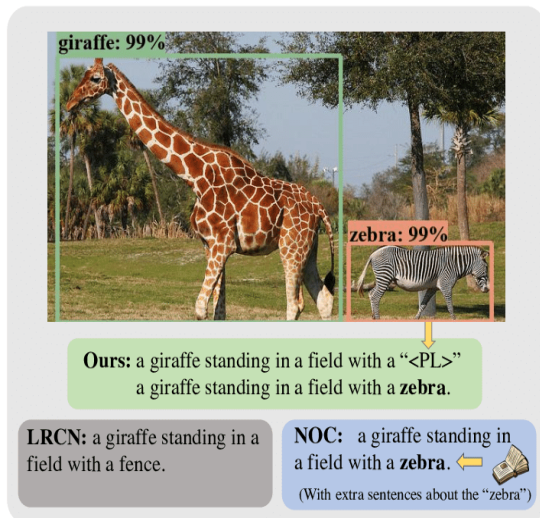 giraffe: 99%
zebra: 99%
Ours: a giraffe standing in a field with a “<PL>”
a giraffe standing in a field with a zebra.
LRCN: a giraffe standing in a
field with a fence.
NOC: a giraffe standing in
a field with a zebra.
(With extra sentences about the “zebra”)